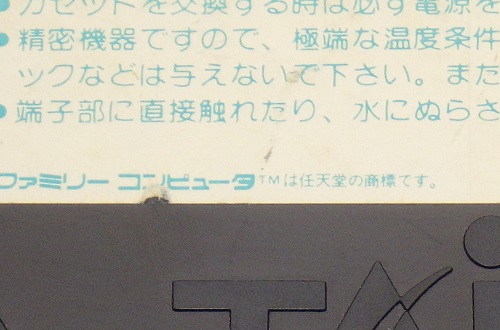 カセットを交換する時は必ず電源を
●精密機器ですので、極端な温度条件
ックなどは与えないで下さい。また
●端子部に直接触れたり、水にぬらさ
ファミリー コンピュータ™は任天堂の商標です。
TAI